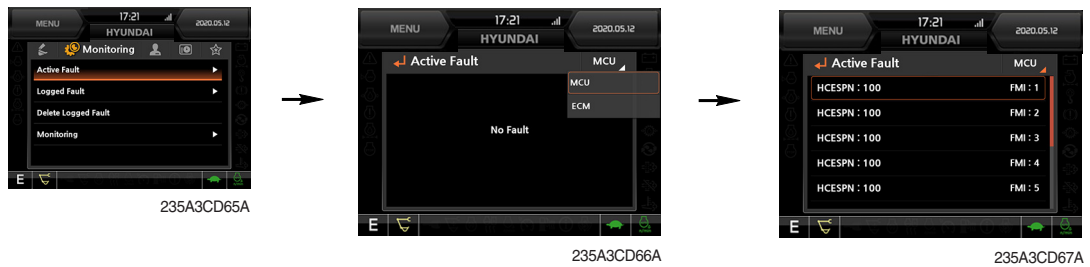 MENU
17:21
2020.05.12
HYUNDAI
Monitoring
Active Fault
Logged Fault
Delete Logged Fault
Monitoring
E
235A3CD65A
MENU
17:21
2020.05.12
HYUNDAI
Active Fault
MCU
MCU
ECM
No Fault
E
235A3CD66A
MENU
17:21
2020.05.12
HYUNDAI
Active Fault
MCU
HCESPN : 100 FMI : 1
HCESPN : 100 FMI : 2
HCESPN : 100 FMI : 3
HCESPN : 100 FMI : 4
HCESPN : 100 FMI : 5
E
235A3CD67A